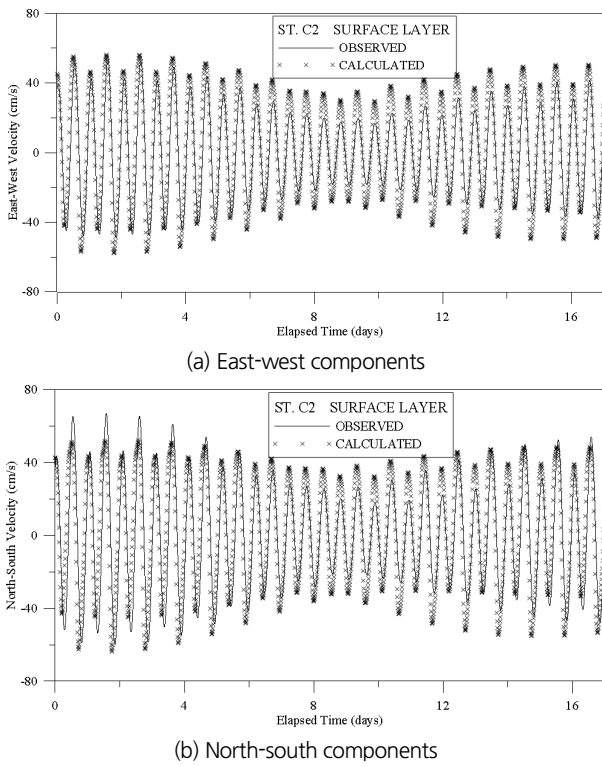 80
40
0
-40
-80
East-West Velocity (cm/s)
ST. C2 SURFACE LAYER
OBSERVED
× × × CALCULATED
0 4 8 12 16
Elapsed Time (days)
(a) East-west components
80
40
0
-40
-80
North-South Velocity (cm/s)
ST. C2 SURFACE LAYER
OBSERVED
× × × CALCULATED
0 4 8 12 16
Elapsed Time (days)
(b) North-south components